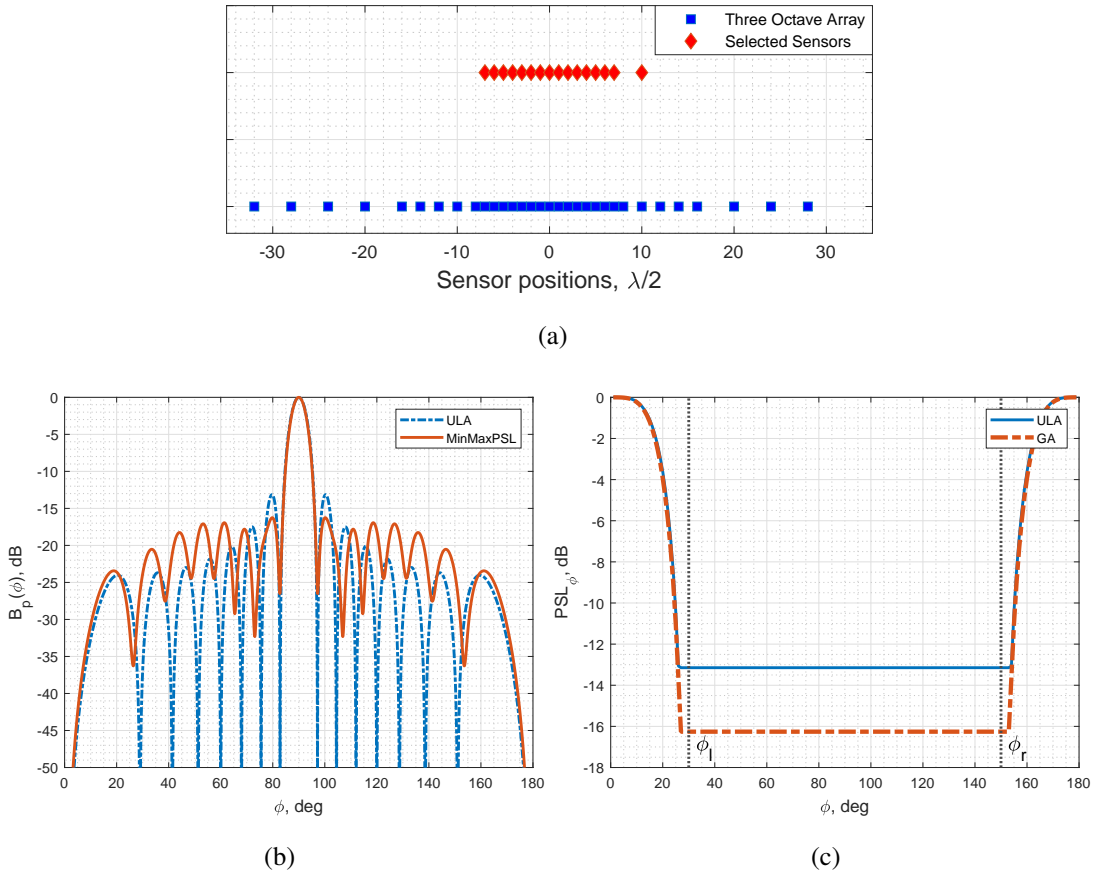 Three Octave Array
Selected Sensors
-30 -20 -10 0 10 20 30
Sensor positions, λ/2
(a)
0
-5
-10
-15
-20
-25
-30
-35
-40
-45
-50
B_p(ϕ), dB
ULA
MinMaxPSL
0 20 40 60 80 100 120 140 160 180
ϕ, deg
(b)
0
-2
-4
-6
-8
-10
-12
-14
-16
-18
PSL_ϕ, dB
ULA
GA
ϕ_l
ϕ_r
0 20 40 60 80 100 120 140 160 180
ϕ, deg
(c)